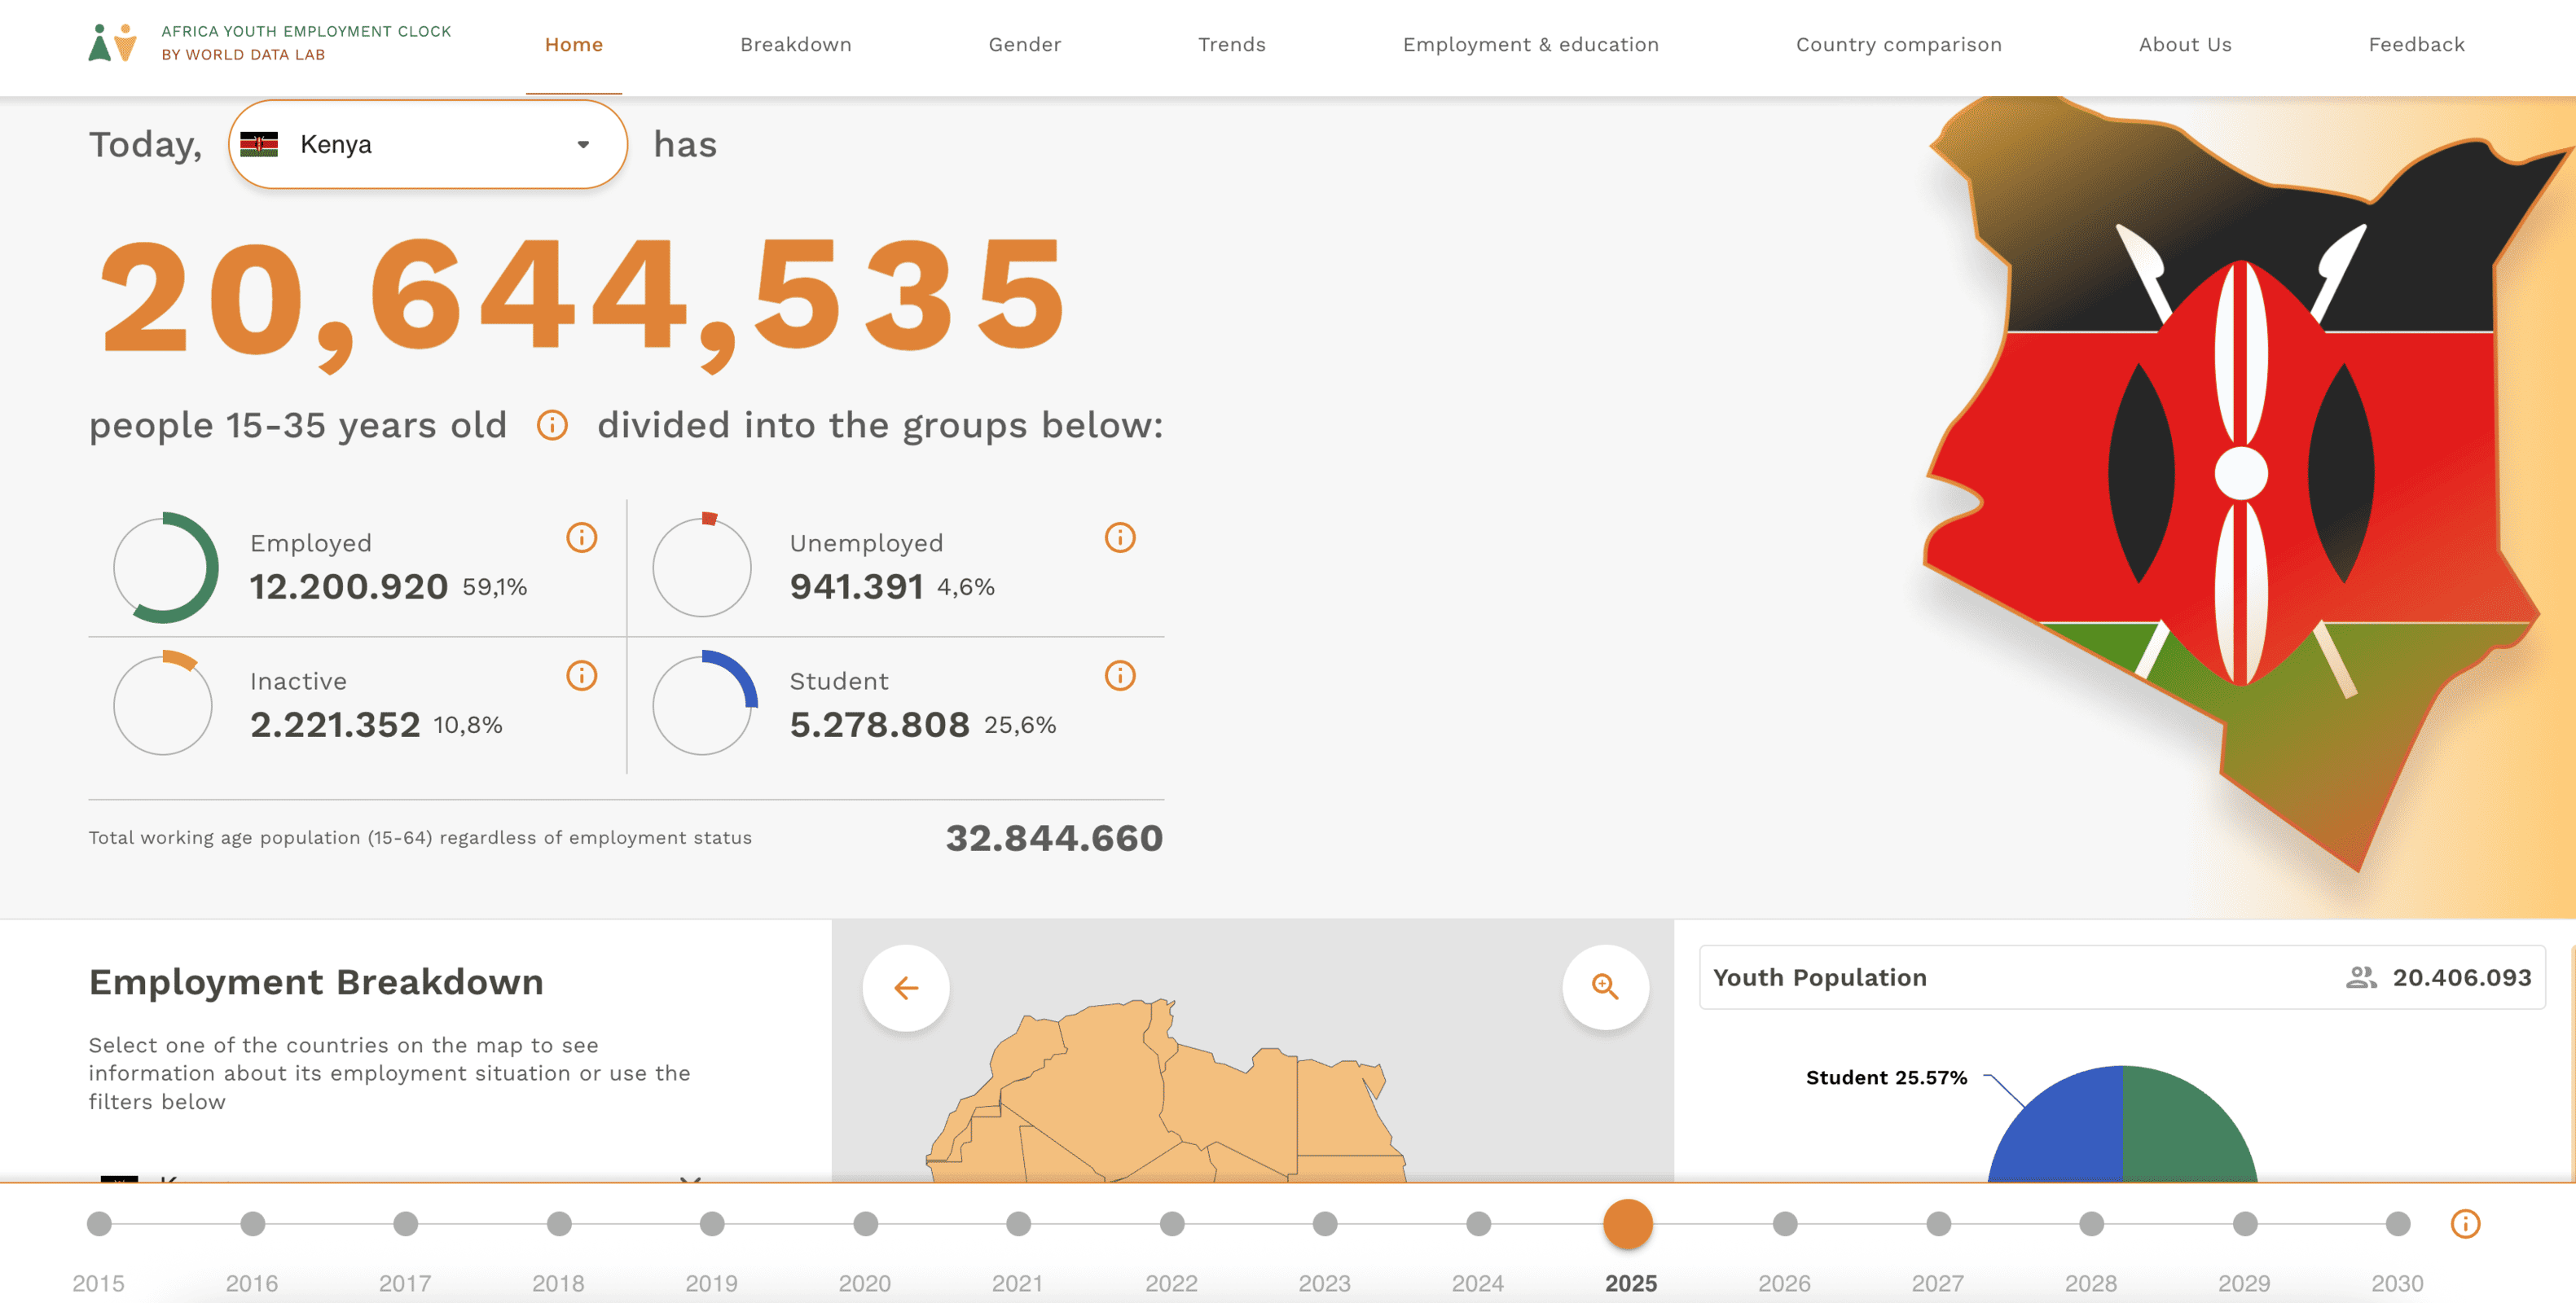 AFRICA YOUTH EMPLOYMENT CLOCK
BY WORLD DATA LAB
Home
Breakdown
Gender
Trends
Employment & education
Country comparison
About Us
Feedback
Today,
Kenya
has
20,644,535
people 15-35 years old
divided into the groups below:
Employed
12.200.920 59,1%
Unemployed
941.391 4,6%
Inactive
2.221.352 10,8%
Student
5.278.808 25,6%
Total working age population (15-64) regardless of employment status
32.844.660
Employment Breakdown
Select one of the countries on the map to see
information about its employment situation or use the
filters below
Youth Population
20.406.093
Student 25.57%
2015
2016
2017
2018
2019
2020
2021
2022
2023
2024
2025
2026
2027
2028
2029
2030